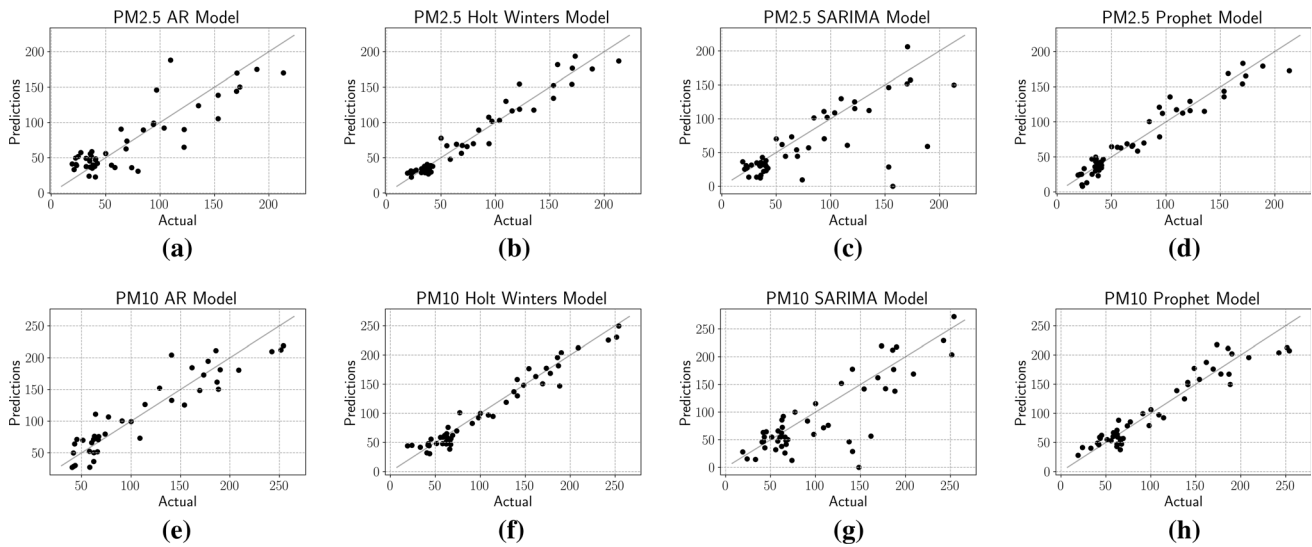 PM2.5 AR Model
Predictions
200
150
100
50
0
0
50
100
150
200
Actual
(a)
PM2.5 Holt Winters Model
Predictions
200
150
100
50
0
0
50
100
150
200
Actual
(b)
PM2.5 SARIMA Model
Predictions
200
150
100
50
0
0
50
100
150
200
Actual
(c)
PM2.5 Prophet Model
Predictions
200
150
100
50
0
0
50
100
150
200
Actual
(d)
PM10 AR Model
Predictions
250
200
150
100
50
50
100
150
200
250
Actual
(e)
PM10 Holt Winters Model
Predictions
250
200
150
100
50
0
0
50
100
150
200
250
Actual
(f)
PM10 SARIMA Model
Predictions
250
200
150
100
50
0
0
50
100
150
200
250
Actual
(g)
PM10 Prophet Model
Predictions
250
200
150
100
50
0
0
50
100
150
200
250
Actual
(h)